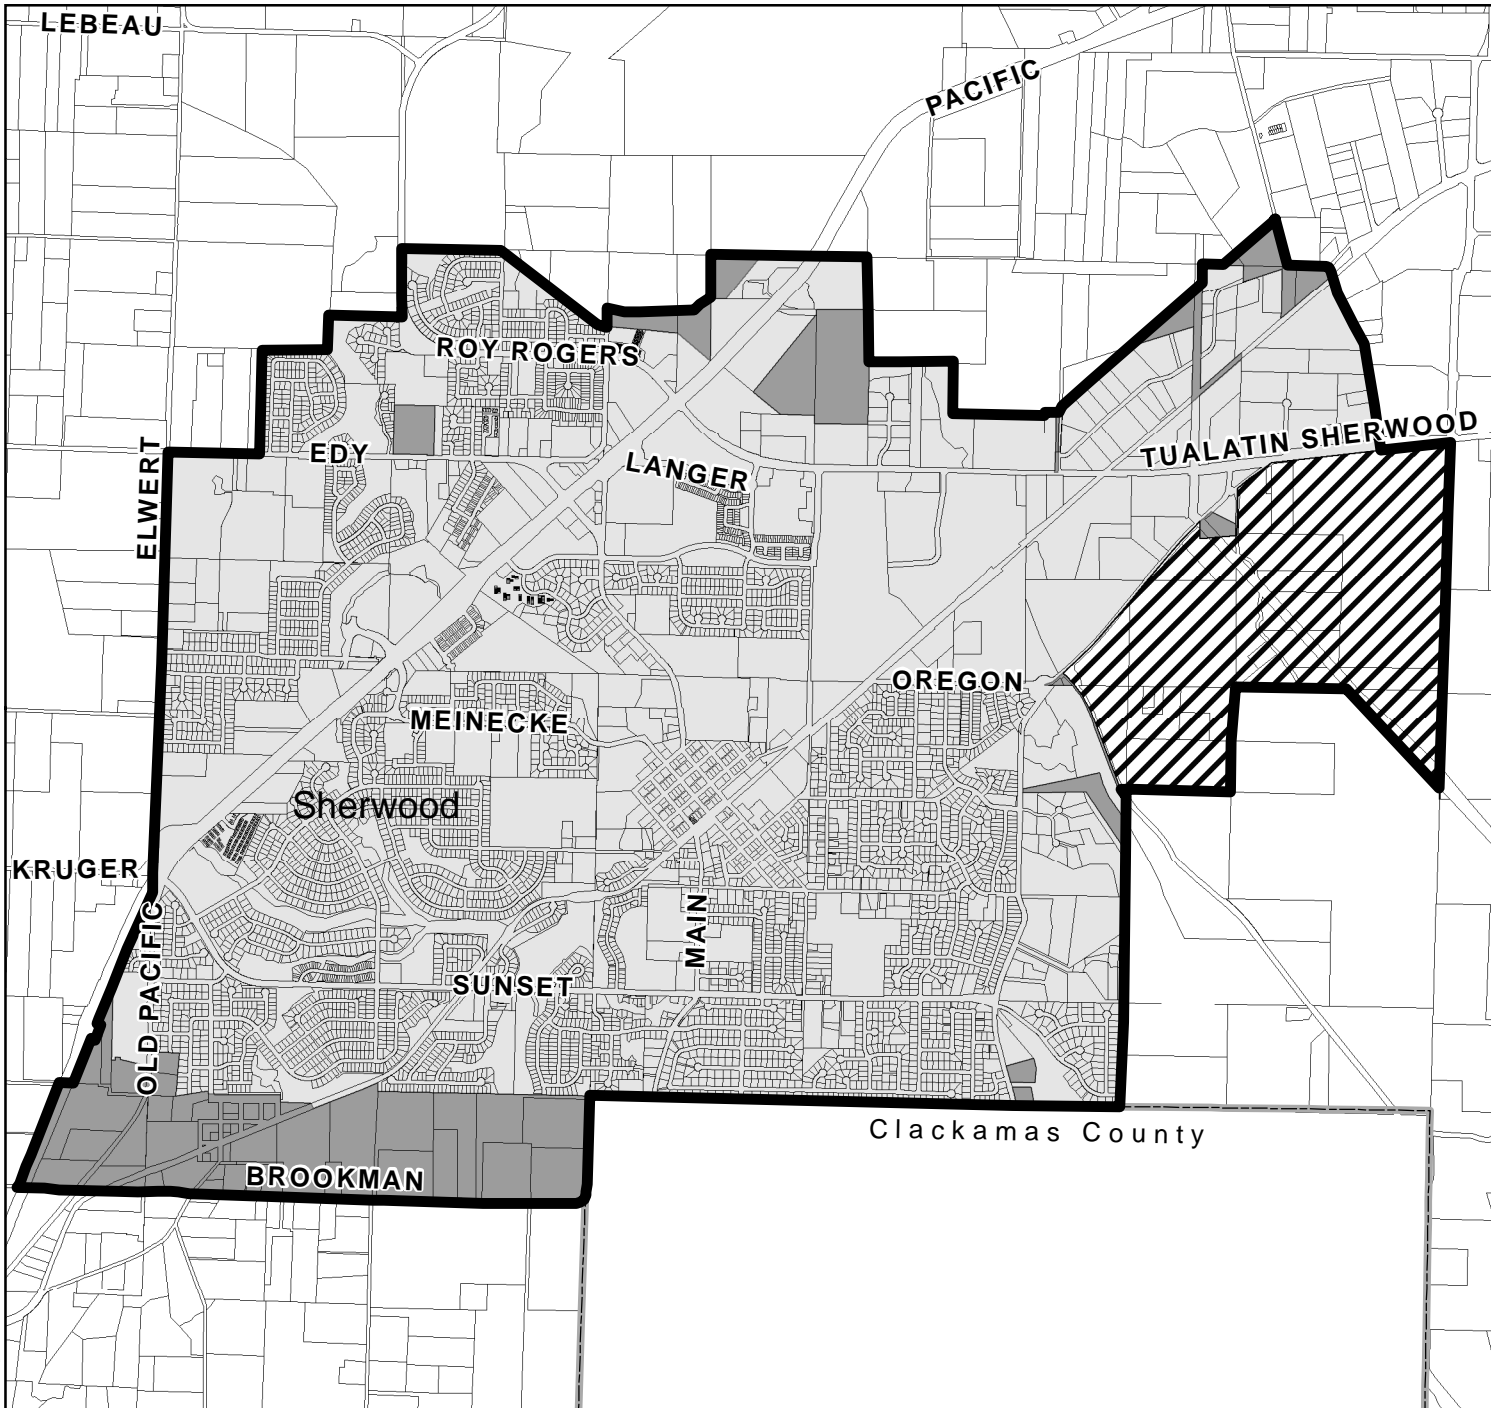 LEBEAU
PACIFIC
ROY ROGERS
TUALATIN SHERWOOD
EDY
LANGER
ELWERT
OREGON
MEINECKE
Sherwood
KRUGER
OLD PACIFIC
MAIN
SUNSET
Clackamas County
BROOKMAN